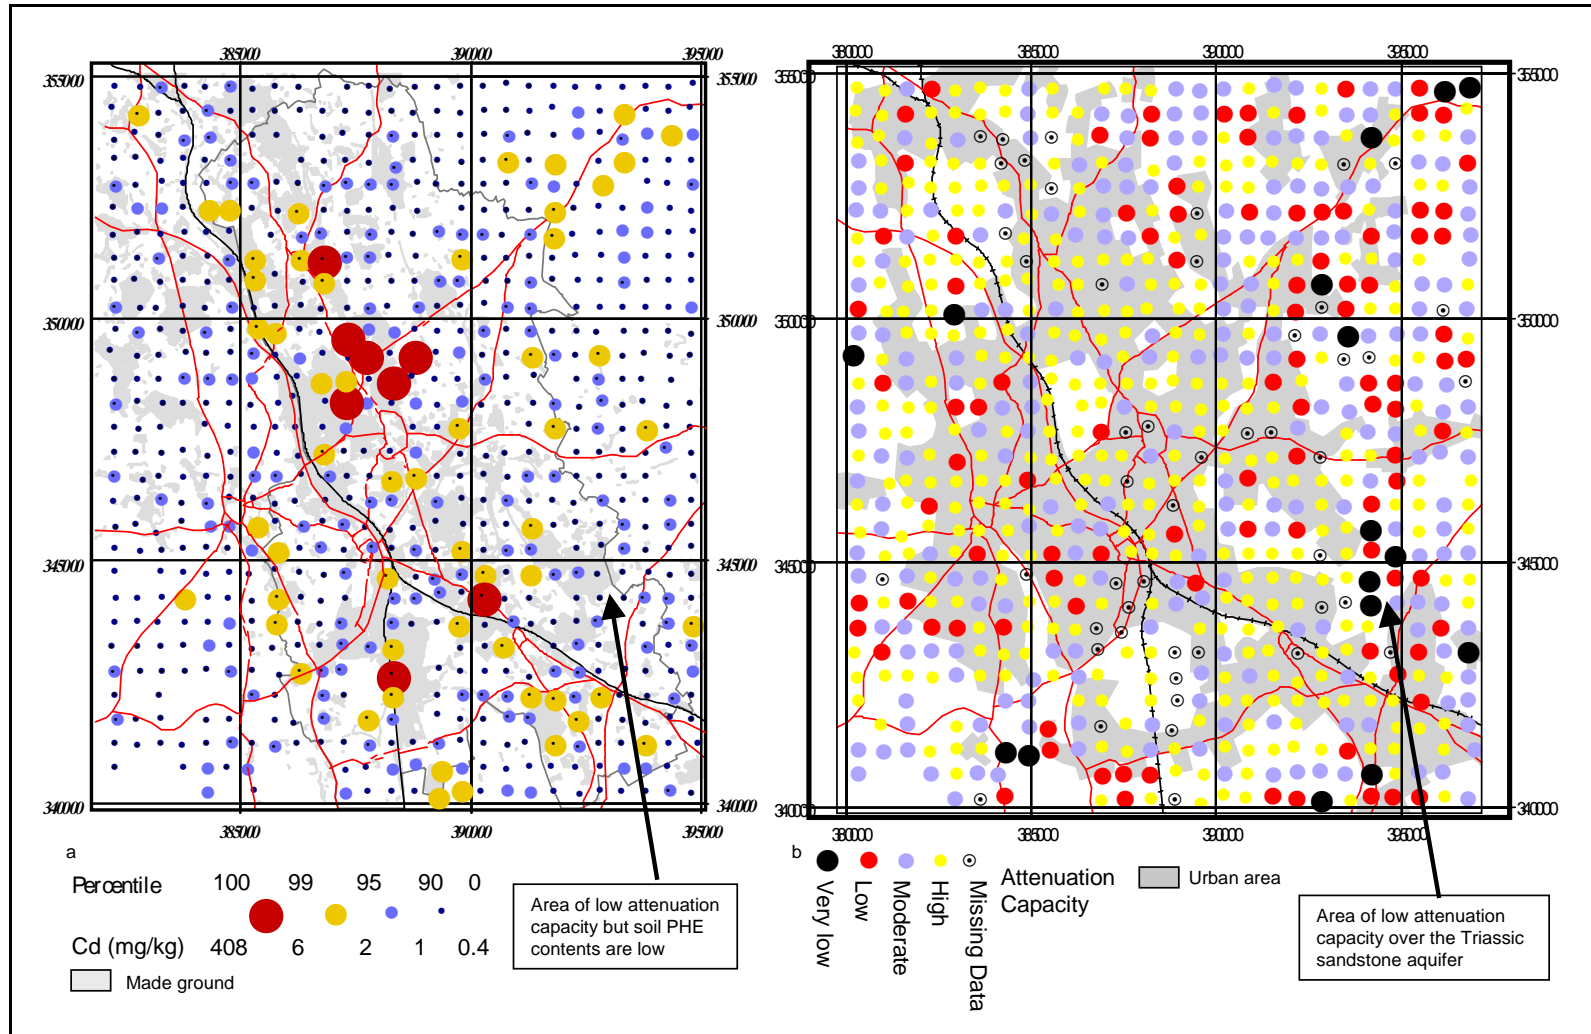 385000 390000 395000
355000 355000
350000 350000
345000 345000
340000 340000
385000 390000 395000
a
Percentile 100 99 95 90 0
Cd (mg/kg) 408 6 2 1 0.4
Made ground
Area of low attenuation
capacity but soil PHE
contents are low
380000 385000 390000 385000
355000 355000
350000 350000
345000 345000
340000 340000
380000 385000 390000 385000
b
Very low
Low
Moderate
High
Missing Data
Attenuation
Capacity
Urban area
Area of low attenuation
capacity over the Triassic
sandstone aquifer